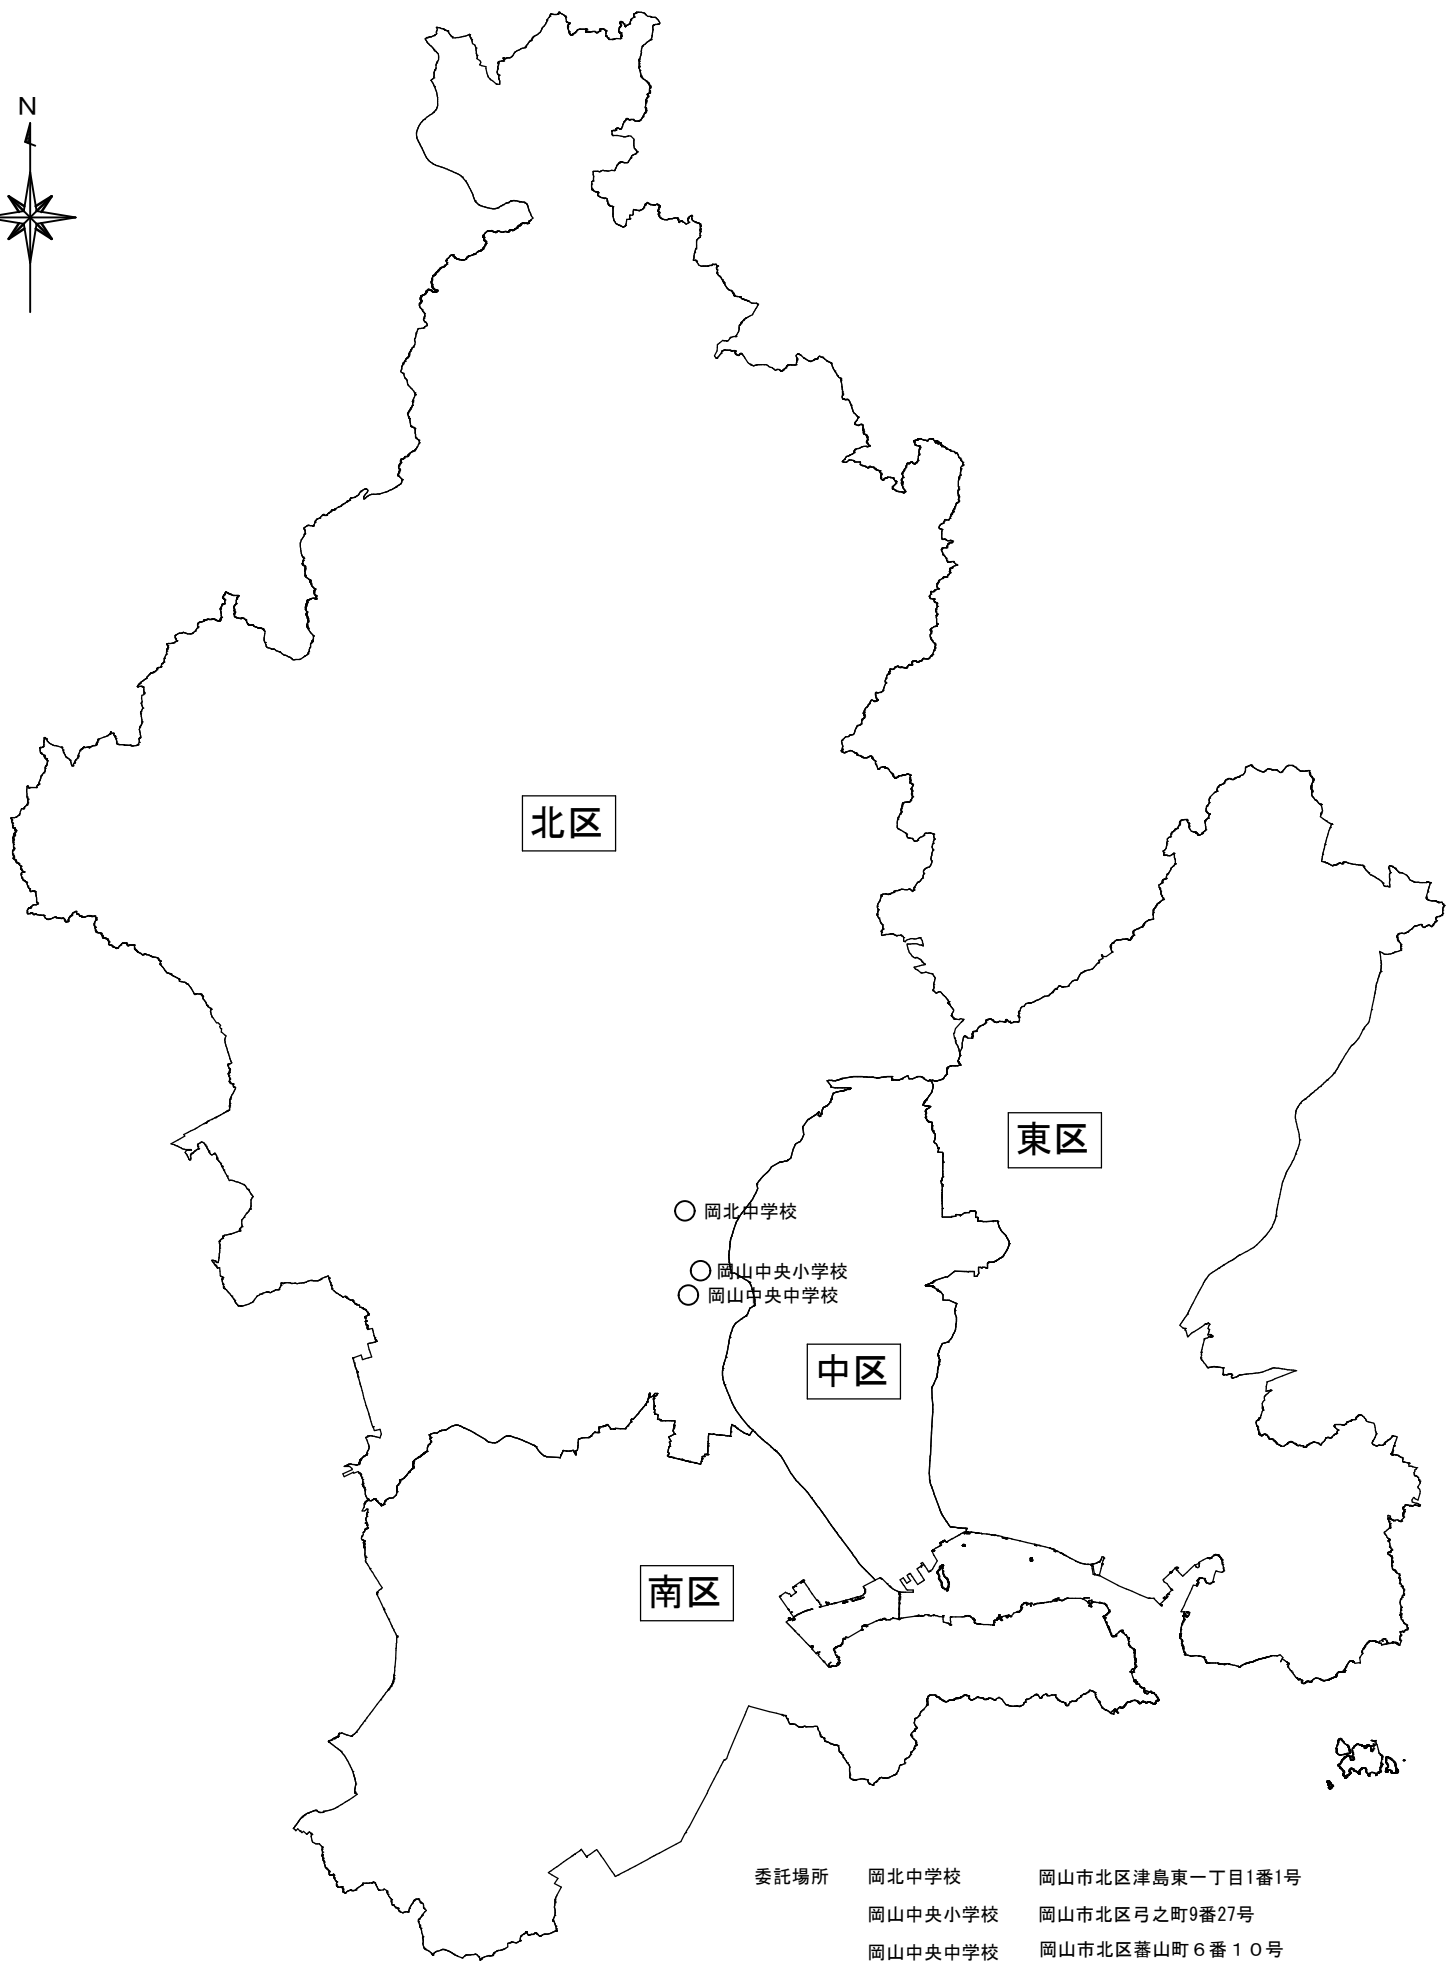 N
北区
東区
岡北中学校
岡山中央小学校
岡山中央中学校
中区
南区
委託場所　岡北中学校　岡山市北区津島東一丁目1番1号
岡山中央小学校　岡山市北区弓之町9番27号
岡山中央中学校　岡山市北区蕃山町６番１０号